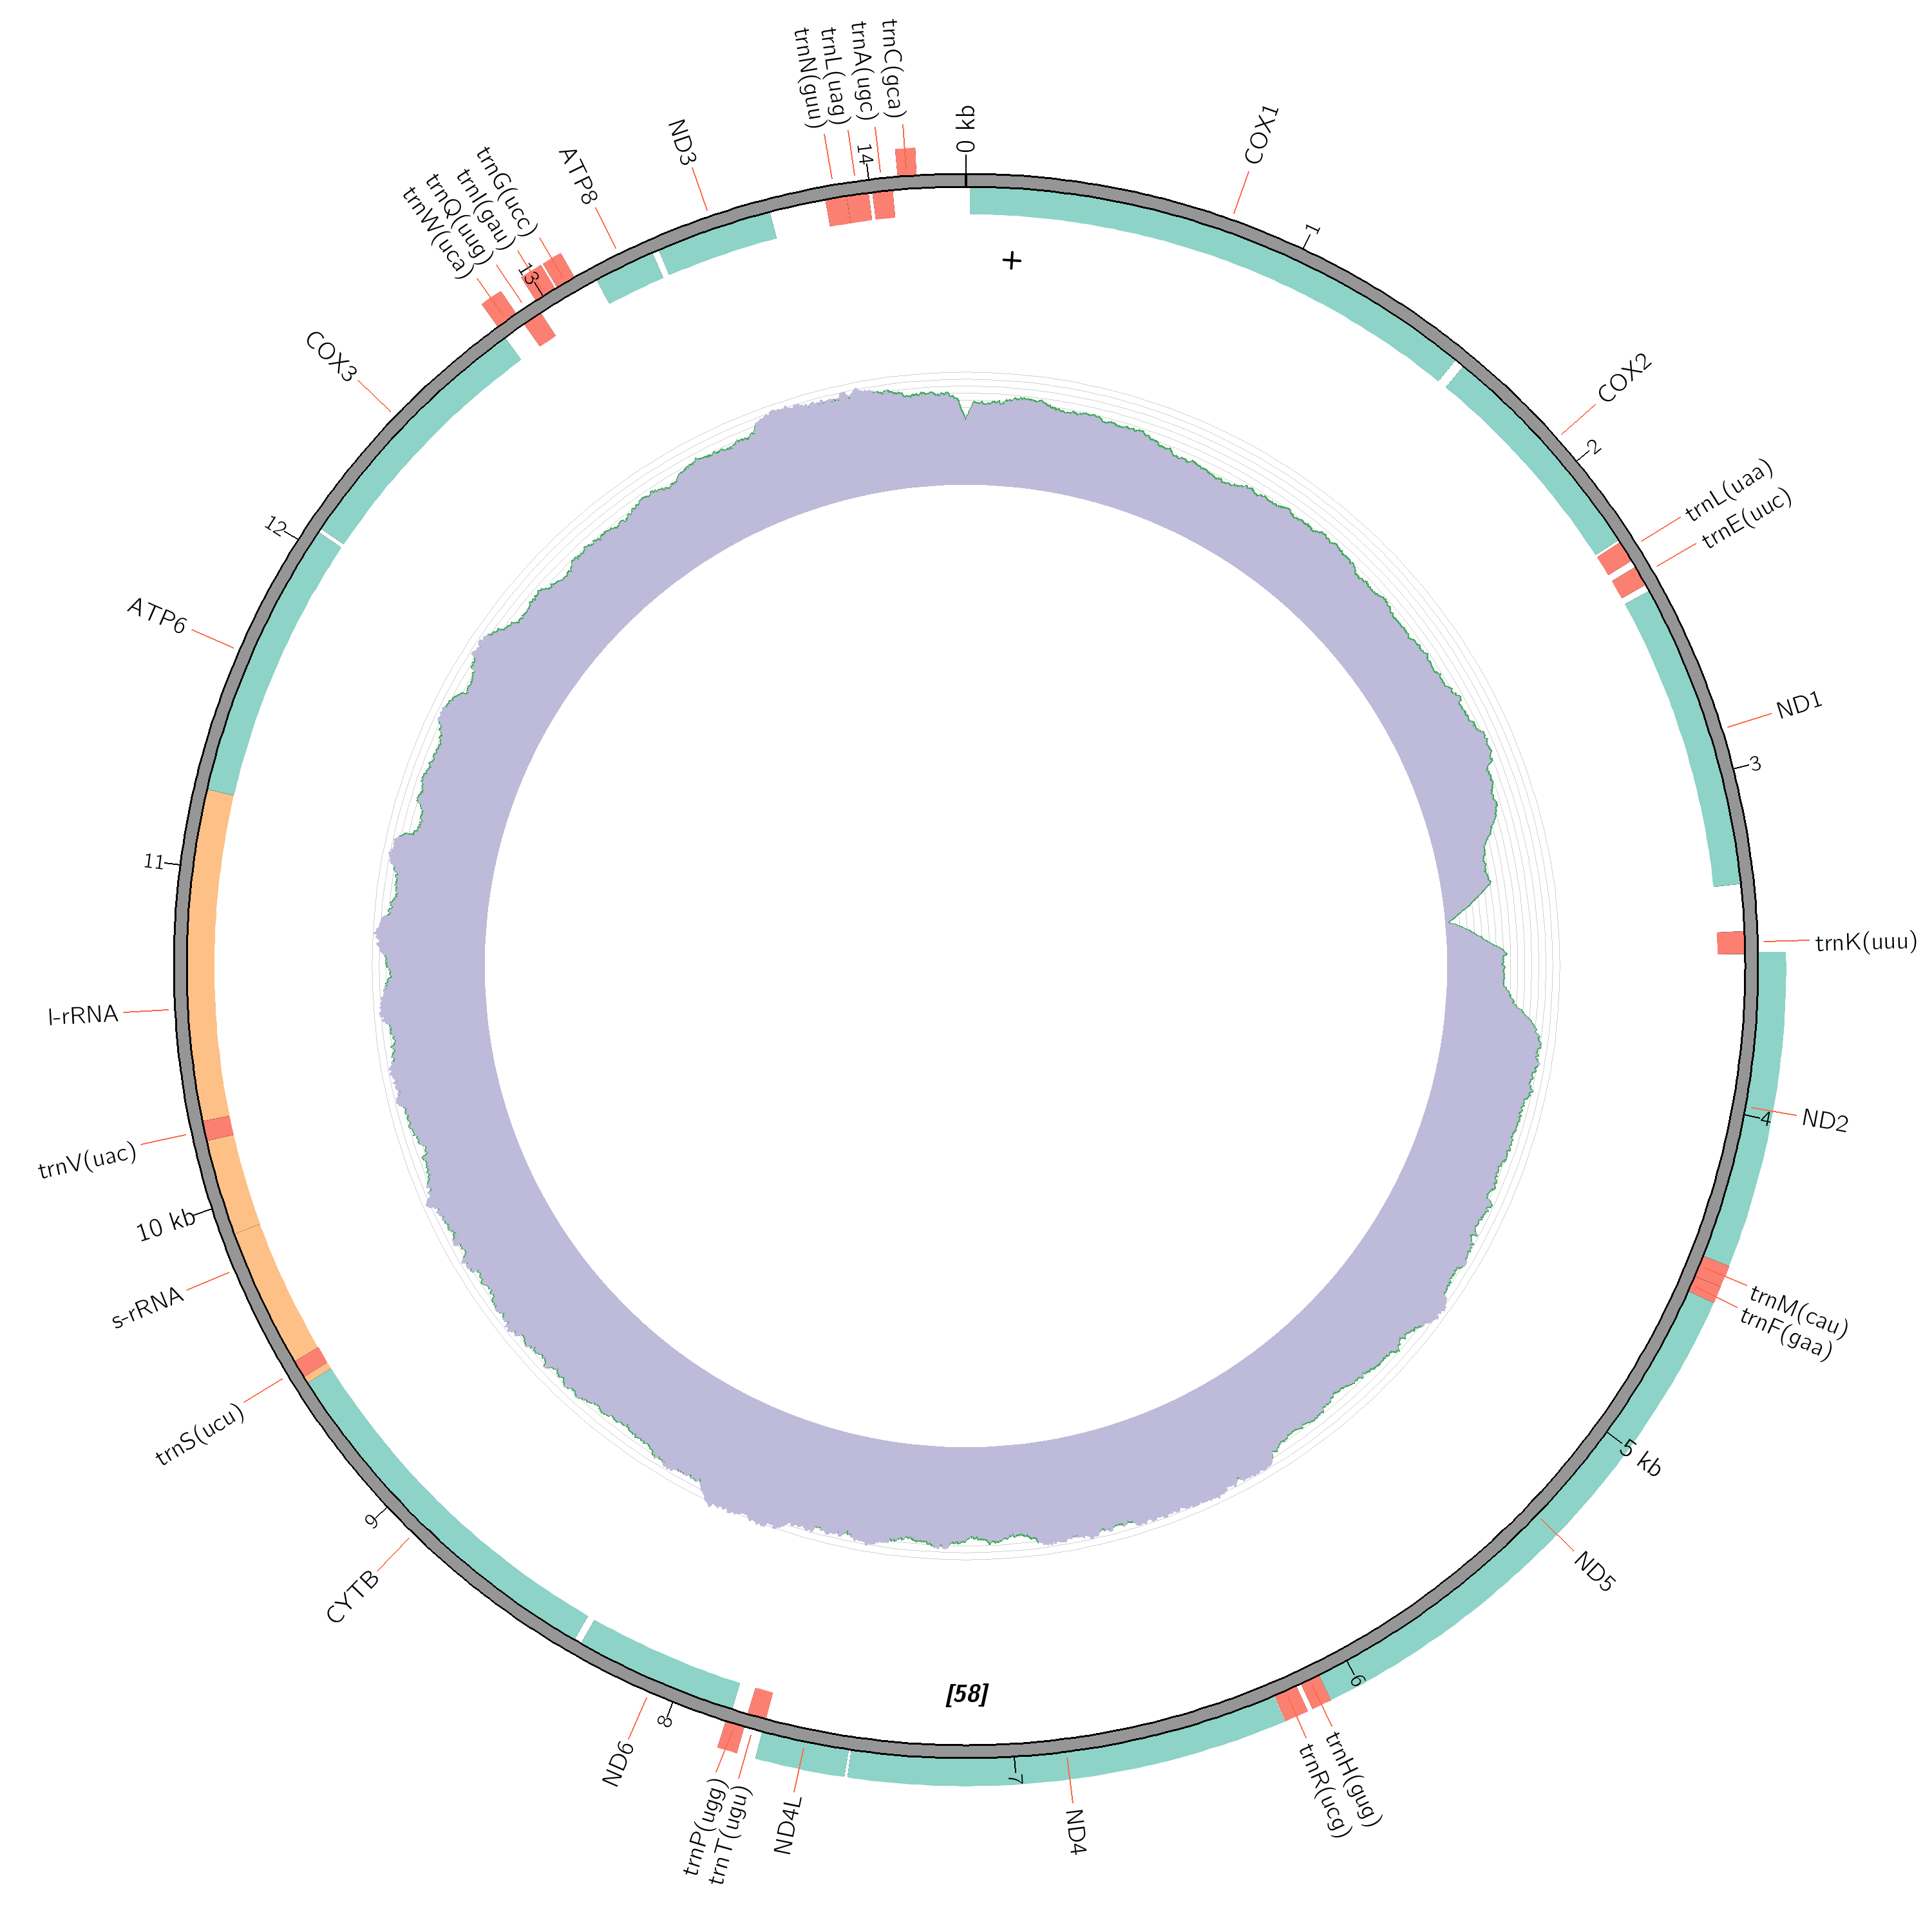 0 kb
COX1
1
COX2
2
trnL(uaa)
trnE(uuc)
ND1
3
trnK(uuu)
ND2
4
trnM(cau)
trnF(gaa)
5 kb
ND5
6
trnH(gug)
trnR(ucg)
ND4
7
ND4L
trnT(ugu)
trnP(ugg)
8
ND6
CYTB
9
trnS(ucu)
s-rRNA
10 kb
trnV(uac)
l-rRNA
11
ATP6
12
COX3
trnW(uca)
trnQ(uug)
trnI(gau)
13
trnG(ucc)
ATP8
ND3
trnN(guu)
trnL(uag)
14
trnA(ugc)
trnC(gca)
+
[58]